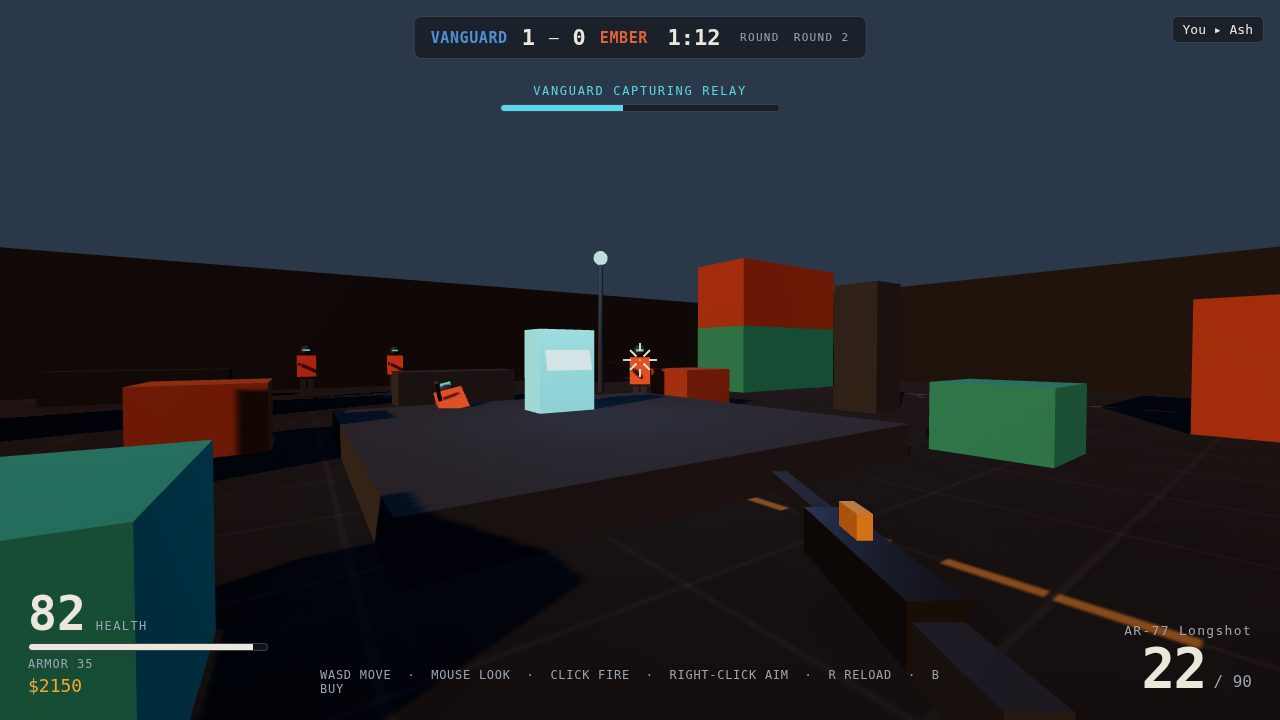 VANGUARD 1 — 0 EMBER 1:12 ROUND ROUND 2
You ▸ Ash
VANGUARD CAPTURING RELAY
82 HEALTH
ARMOR 35
$2150
WASD MOVE · MOUSE LOOK · CLICK FIRE · RIGHT-CLICK AIM · R RELOAD · B
BUY
AR-77 Longshot
22 / 90